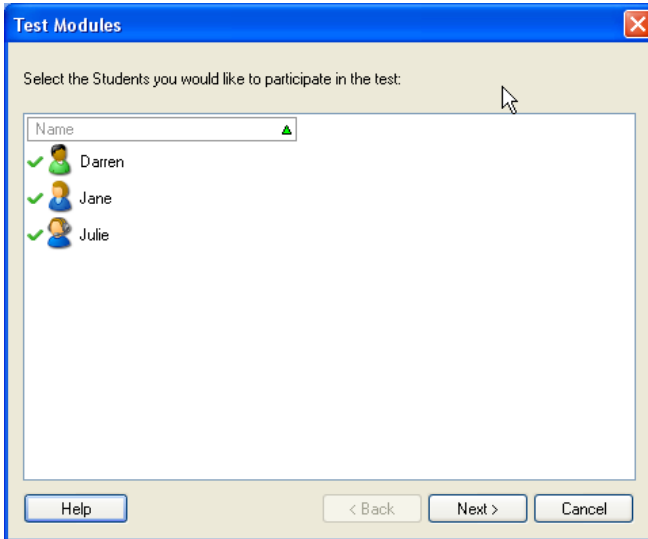 Test Modules
Select the Students you would like to participate in the test:
Name
Darren
Jane
Julie
Help < Back Next > Cancel